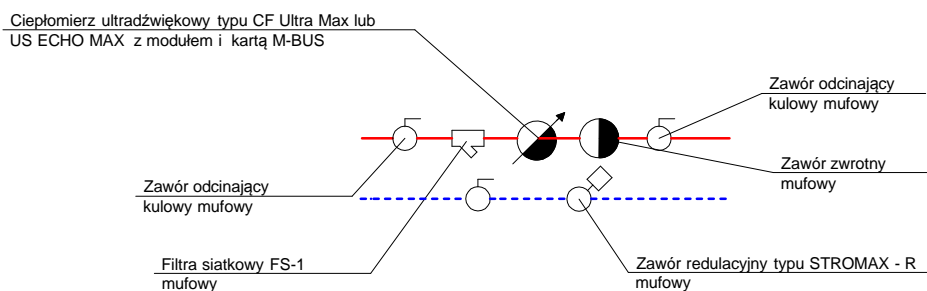 Ciepłomierz ultradźwiękowy typu CF Ultra Max lub
US ECHO MAX z modułem i kartą M-BUS
Zawór odcinający
kulowy mufowy
Zawór zwrotny
mufowy
Zawór odcinający
kulowy mufowy
Filtra siatkowy FS-1
mufowy
Zawór redulacyjny typu STROMAX - R
mufowy